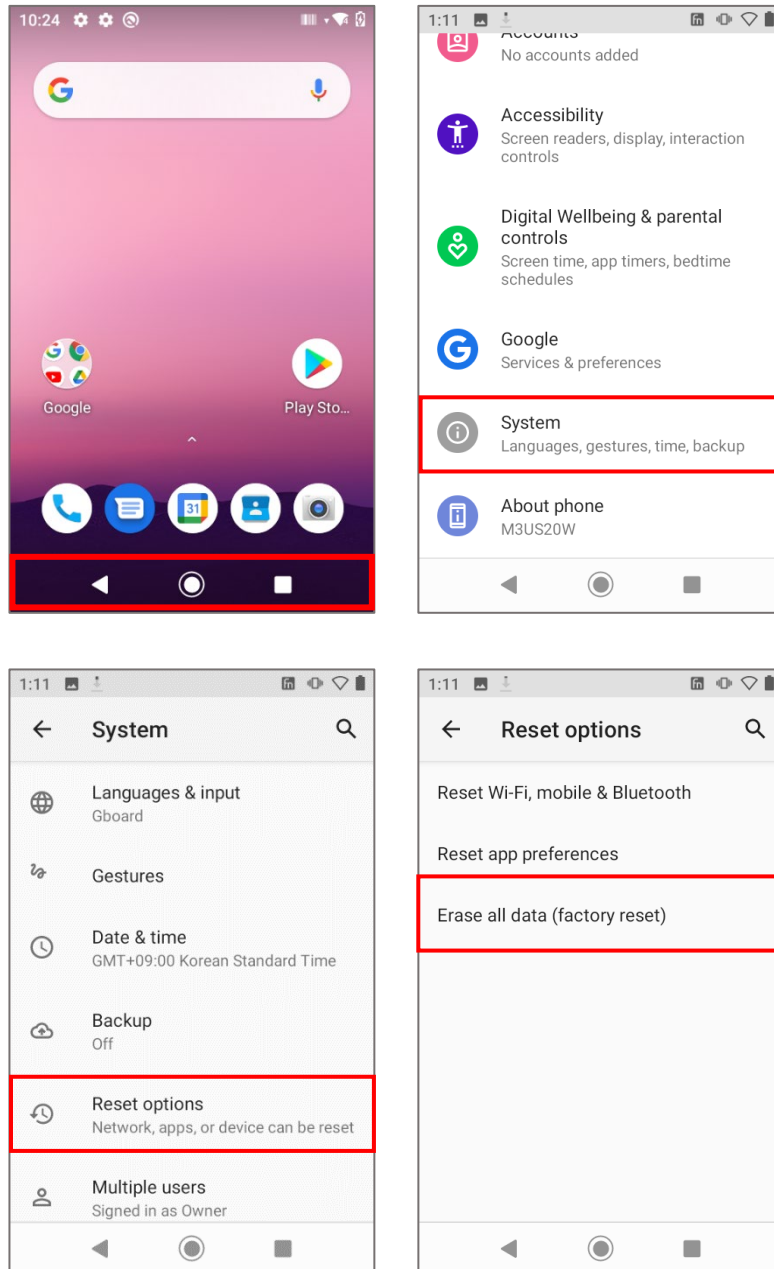 10:24
Google
Play Sto...
31
1:11
Accounts
No accounts added
Accessibility
Screen readers, display, interaction
controls
Digital Wellbeing & parental
controls
Screen time, app timers, bedtime
schedules
Google
Services & preferences
System
Languages, gestures, time, backup
About phone
M3US20W
1:11
System
Languages & input
Gboard
Gestures
Date & time
GMT+09:00 Korean Standard Time
Backup
Off
Reset options
Network, apps, or device can be reset
Multiple users
Signed in as Owner
1:11
Reset options
Reset Wi-Fi, mobile & Bluetooth
Reset app preferences
Erase all data (factory reset)